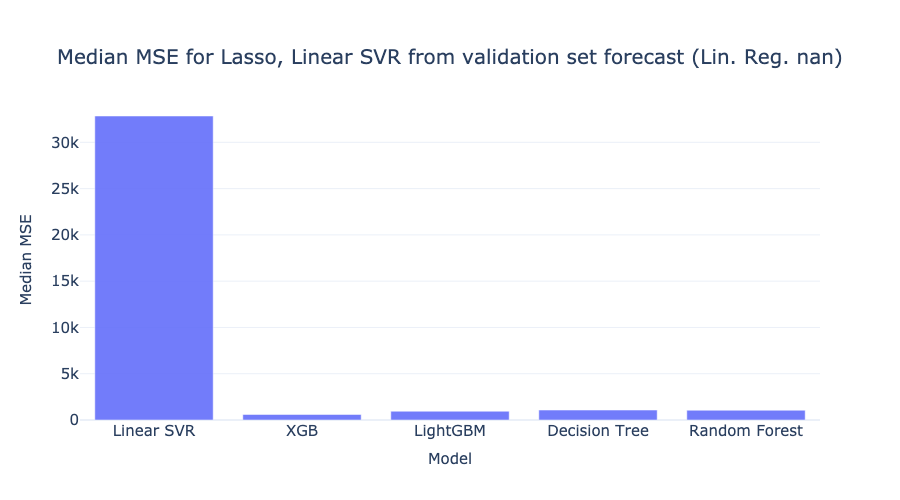 Median MSE for Lasso, Linear SVR from validation set forecast (Lin. Reg. nan)
30k
25k
20k
15k
10k
5k
0
Median MSE
Linear SVR
XGB
LightGBM
Decision Tree
Random Forest
Model